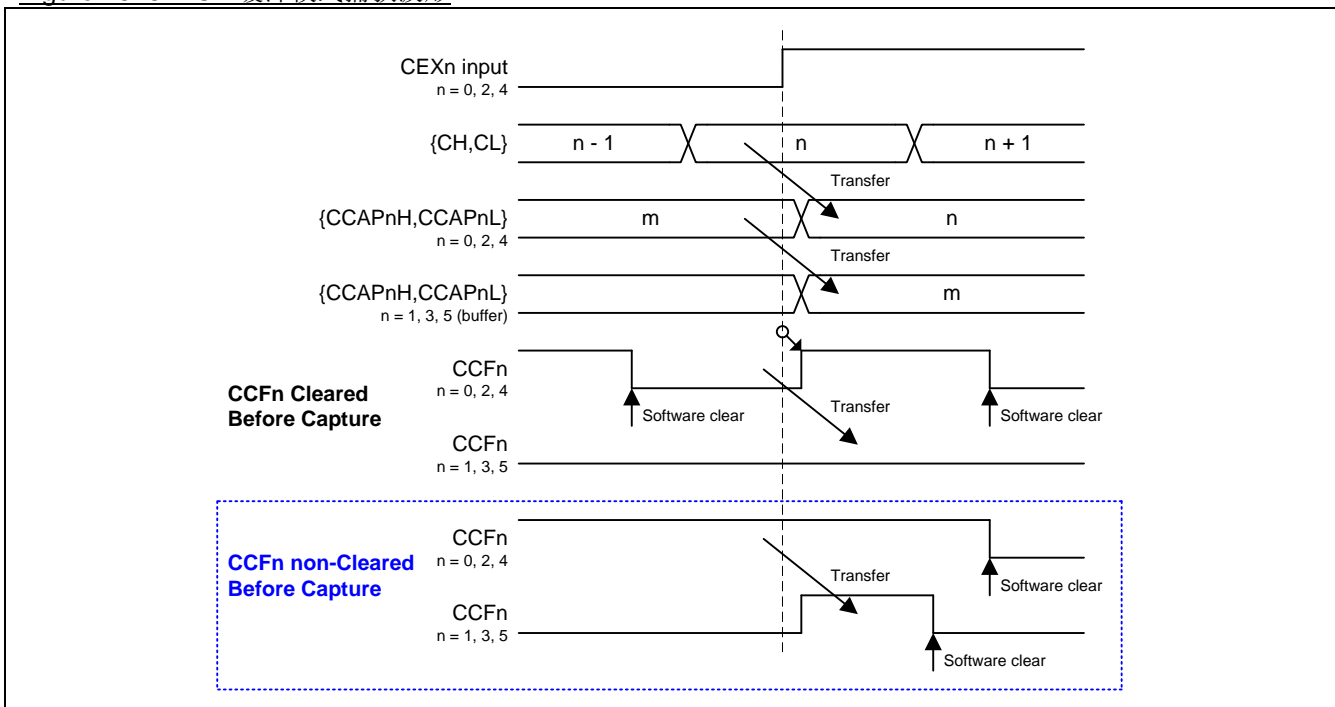 CEXn input
n = 0, 2, 4
{CH,CL}
n - 1
n
n + 1
Transfer
{CCAPnH,CCAPnL}
n = 0, 2, 4
m
n
Transfer
{CCAPnH,CCAPnL}
n = 1, 3, 5 (buffer)
m
CCFn Cleared
Before Capture
CCFn
n = 0, 2, 4
Software clear
Transfer
Software clear
CCFn
n = 1, 3, 5
CCFn non-Cleared
Before Capture
CCFn
n = 0, 2, 4
Transfer
Software clear
CCFn
n = 1, 3, 5
Software clear